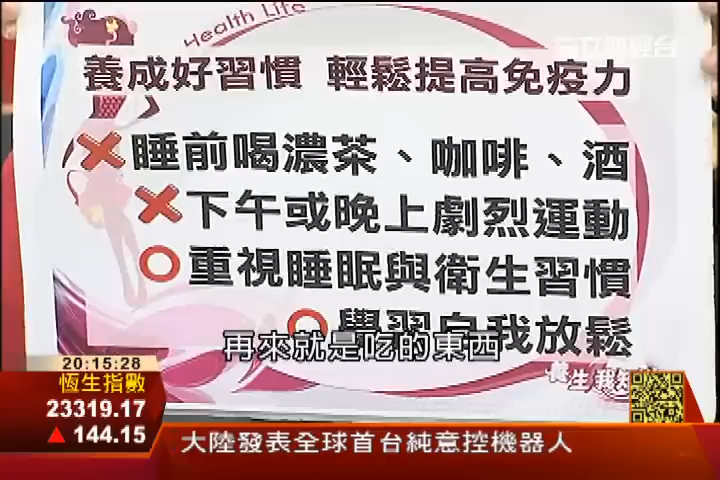 Health Life
養成好習慣 輕鬆提高免疫力
睡前喝濃茶、咖啡、酒
下午或晚上劇烈運動
重視睡眠與衛生習慣
學習自我放鬆
再來就是吃的東西
20:15:28
恆生指數
23319.17
▲ 144.15
大陸發表全球首台純意控機器人